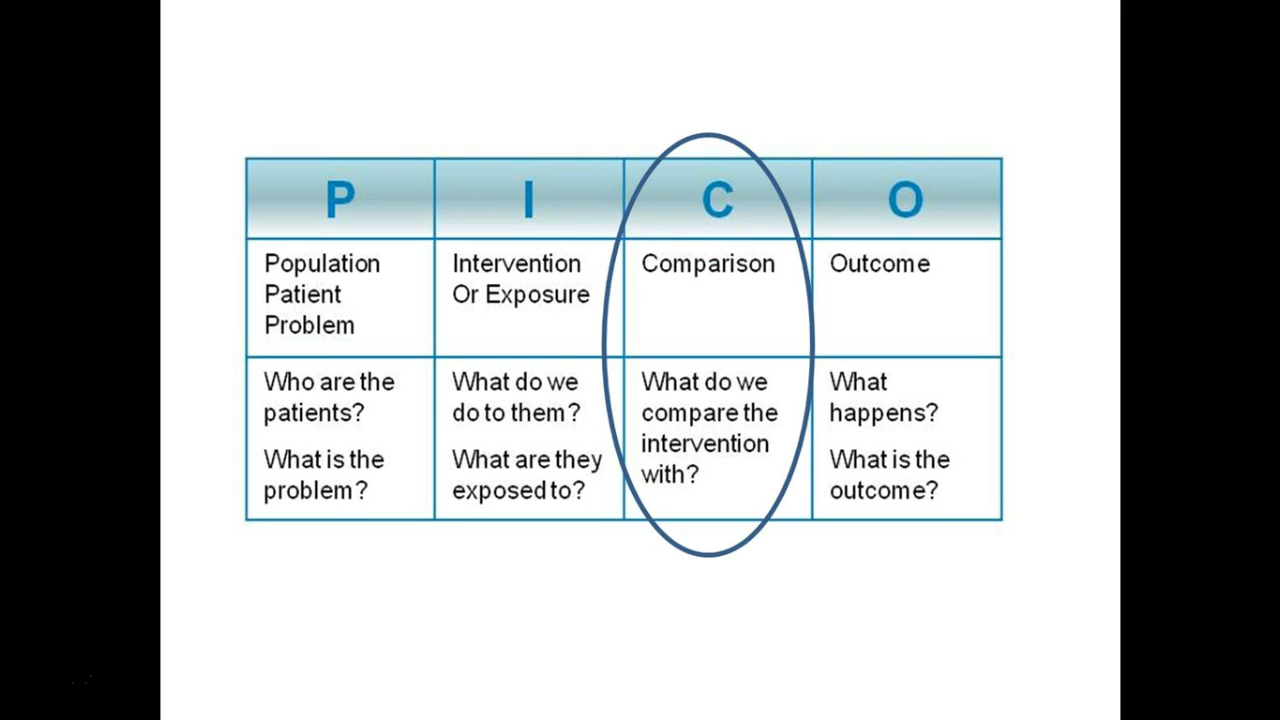 P
I
C
O
Population
Patient
Problem
Intervention
Or Exposure
Comparison
Outcome
Who are the
patients?
What is the
problem?
What do we
do to them?
What are they
exposed to?
What do we
compare the
intervention
with?
What
happens?
What is the
outcome?